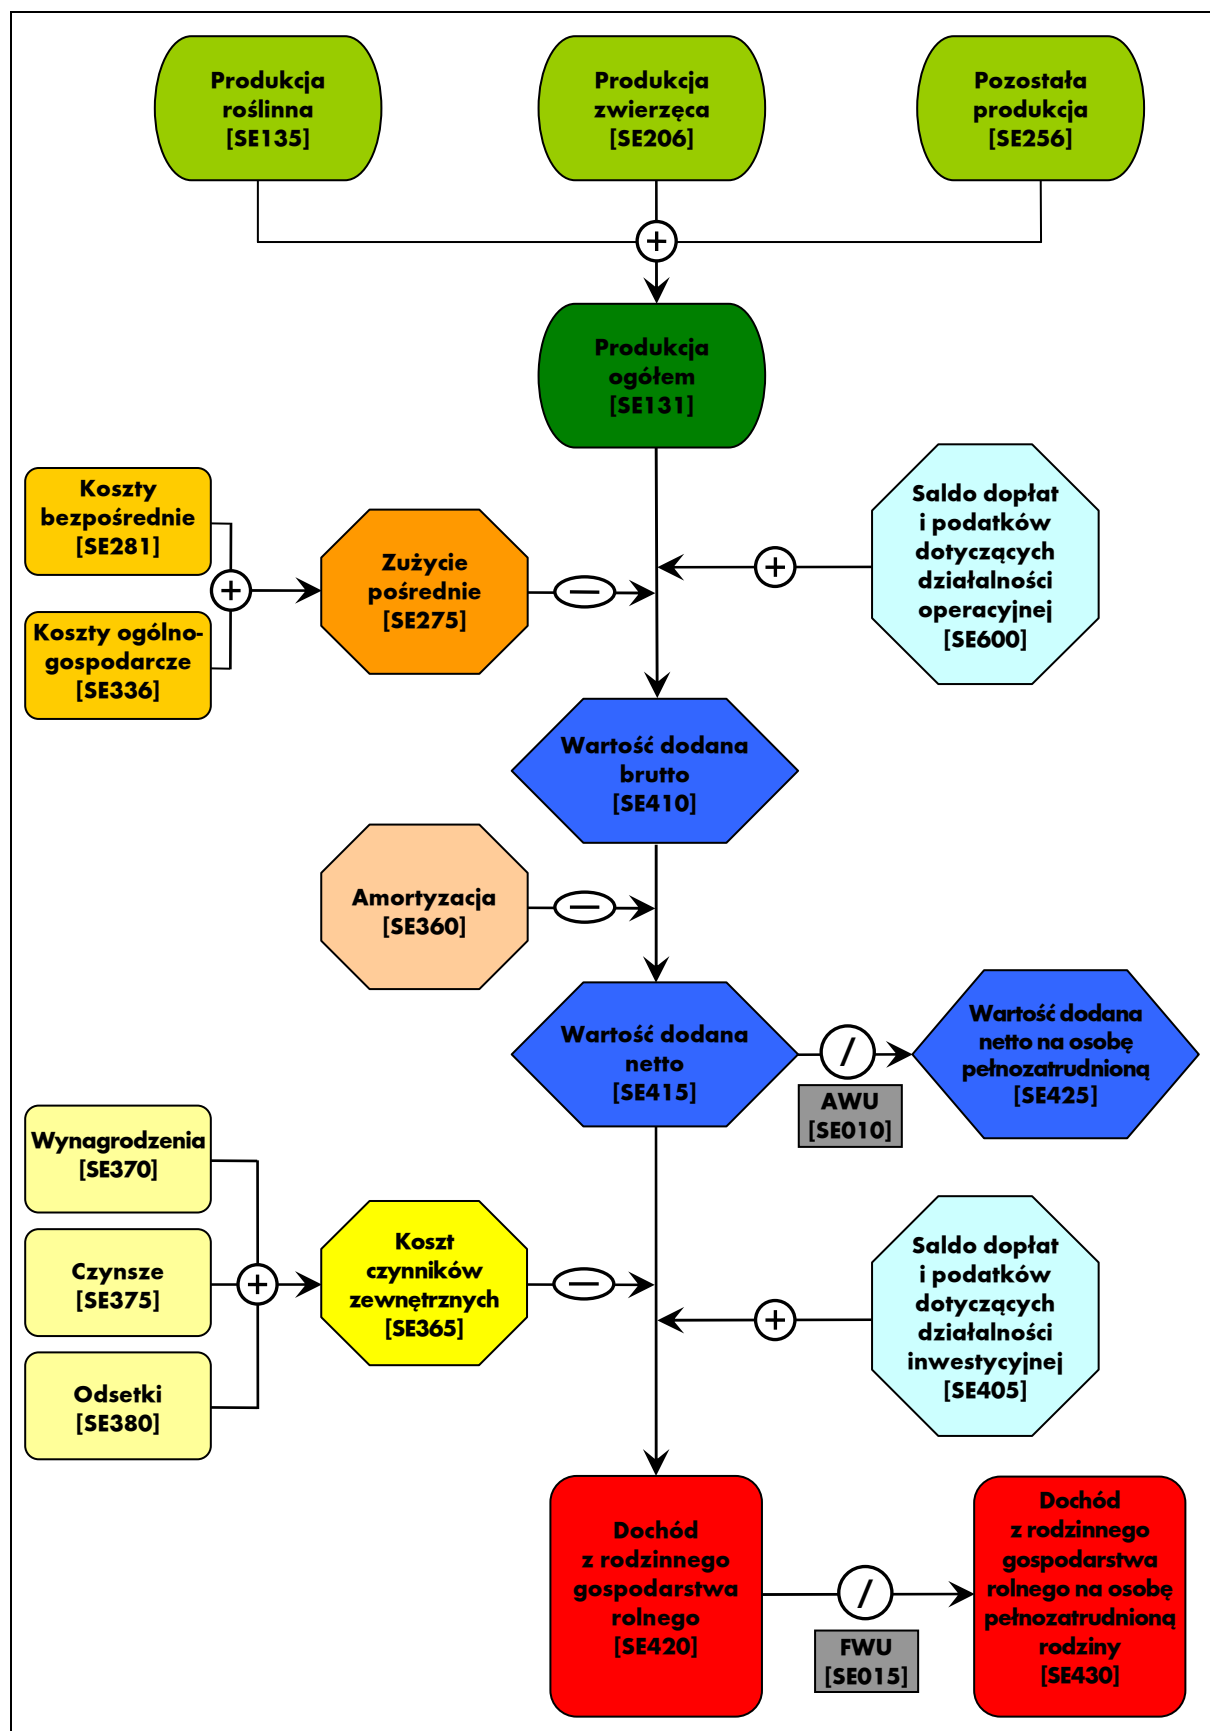 Produkcja
roślinna
[SE135]
Produkcja
zwierzęca
[SE206]
Pozostała
produkcja
[SE256]
+
Produkcja
ogółem
[SE131]
Koszty
bezpośrednie
[SE281]
+
Koszty ogólno-
gospodarcze
[SE336]
Zużycie
pośrednie
[SE275]
—
+
Saldo dopłat
i podatków
dotyczących
działalności
operacyjnej
[SE600]
Wartość dodana
brutto
[SE410]
Amortyzacja
[SE360]
—
Wartość dodana
netto
[SE415]
/
AWU
[SE010]
Wartość dodana
netto na osobę
pełnozatrudnioną
[SE425]
Wynagrodzenia
[SE370]
Czynsze
[SE375]
+
Odsetki
[SE380]
Koszt
czynników
zewnętrznych
[SE365]
—
+
Saldo dopłat
i podatków
dotyczących
działalności
inwestycyjnej
[SE405]
Dochód
z rodzinnego
gospodarstwa
rolnego
[SE420]
/
FWU
[SE015]
Dochód
z rodzinnego
gospodarstwa
rolnego na osobę
pełnozatrudnioną
rodziny
[SE430]